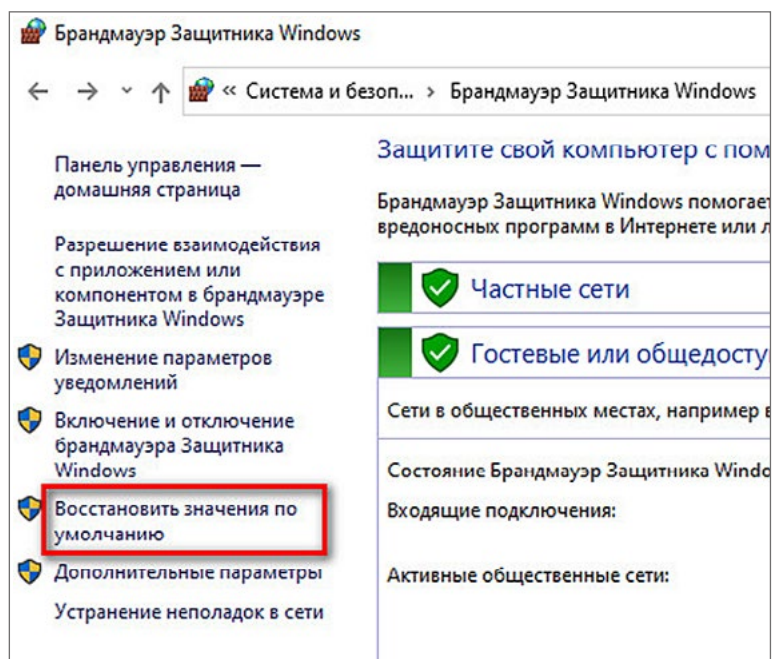 Брандмауэр Защитника Windows
« Система и безоп... › Брандмауэр Защитника Windows
Панель управления —
домашняя страница
Разрешение взаимодействия
с приложением или
компонентом в брандмауэре
Защитника Windows
Изменение параметров
уведомлений
Включение и отключение
брандмауэра Защитника
Windows
Восстановить значения по
умолчанию
Дополнительные параметры
Устранение неполадок в сети
Защитите свой компьютер с пом
Брандмауэр Защитника Windows помогает
вредоносных программ в Интернете или л
Частные сети
Гостевые или общедосту
Сети в общественных местах, например в
Состояние Брандмауэр Защитника Windo
Входящие подключения:
Активные общественные сети: